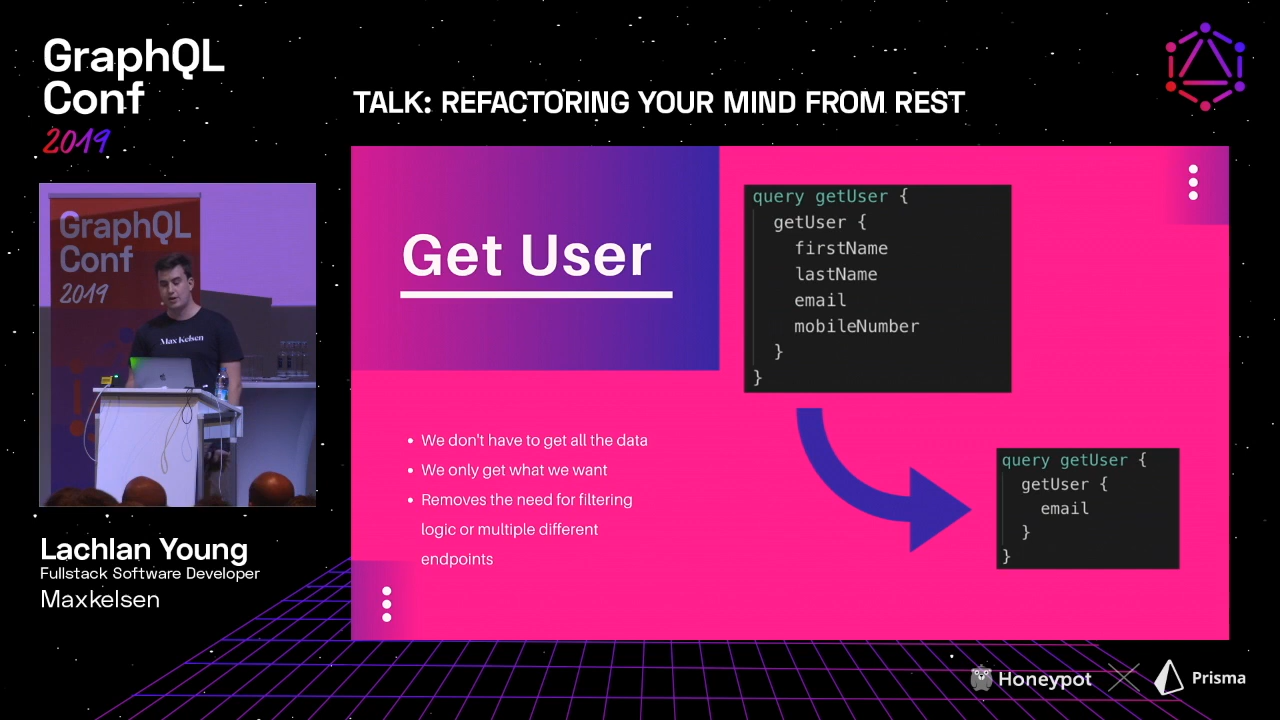 GraphQL
Conf
2019
TALK: REFACTORING YOUR MIND FROM REST
GraphQL
Conf
2019
Max Kelsen
Lachlan Young
Fullstack Software Developer
Maxkelsen
Get User
We don't have to get all the data
We only get what we want
Removes the need for filtering
logic or multiple different
endpoints
query getUser {
getUser {
firstName
lastName
email
mobileNumber
}
}
query getUser {
getUser {
email
}
}
Honeypot
Prisma